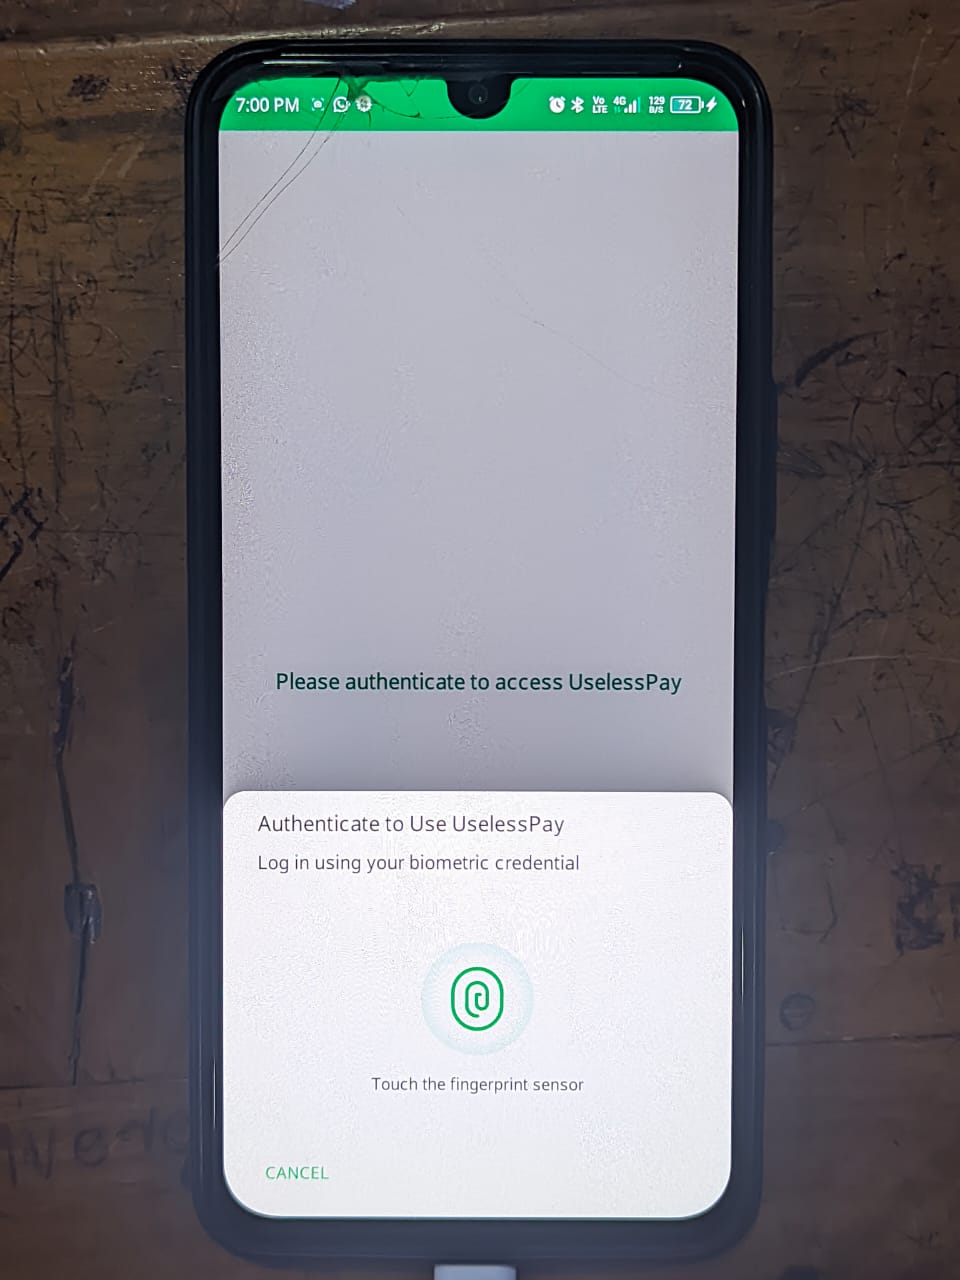 7:00 PM Vo LTE 4G 129 B/S 72
Please authenticate to access UselessPay
Authenticate to Use UselessPay
Log in using your biometric credential
Touch the fingerprint sensor
CANCEL